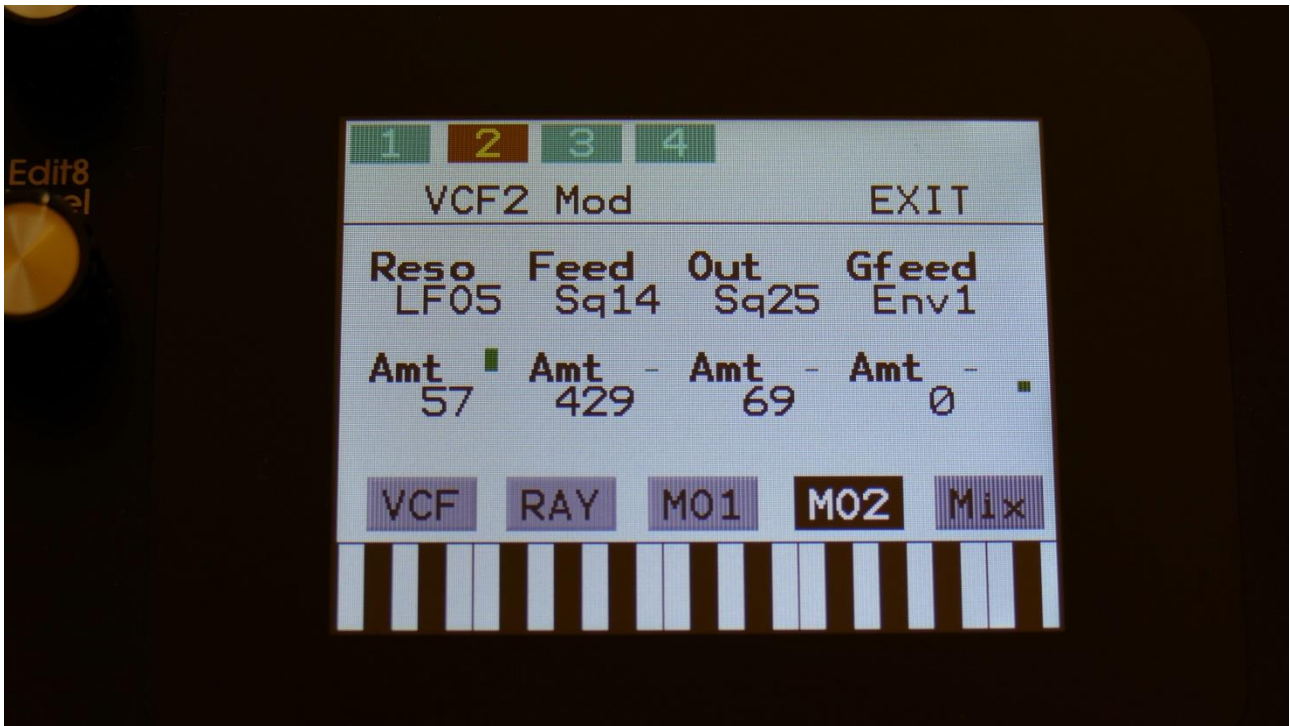 1 2 3 4
Edit8
VCF2 Mod EXIT
Reso Feed Out Gfeed
LFO5 Sq14 Sq25 Env1
Amt Amt Amt Amt
57 429 69 0
VCF RAY MO1 MO2 Mix